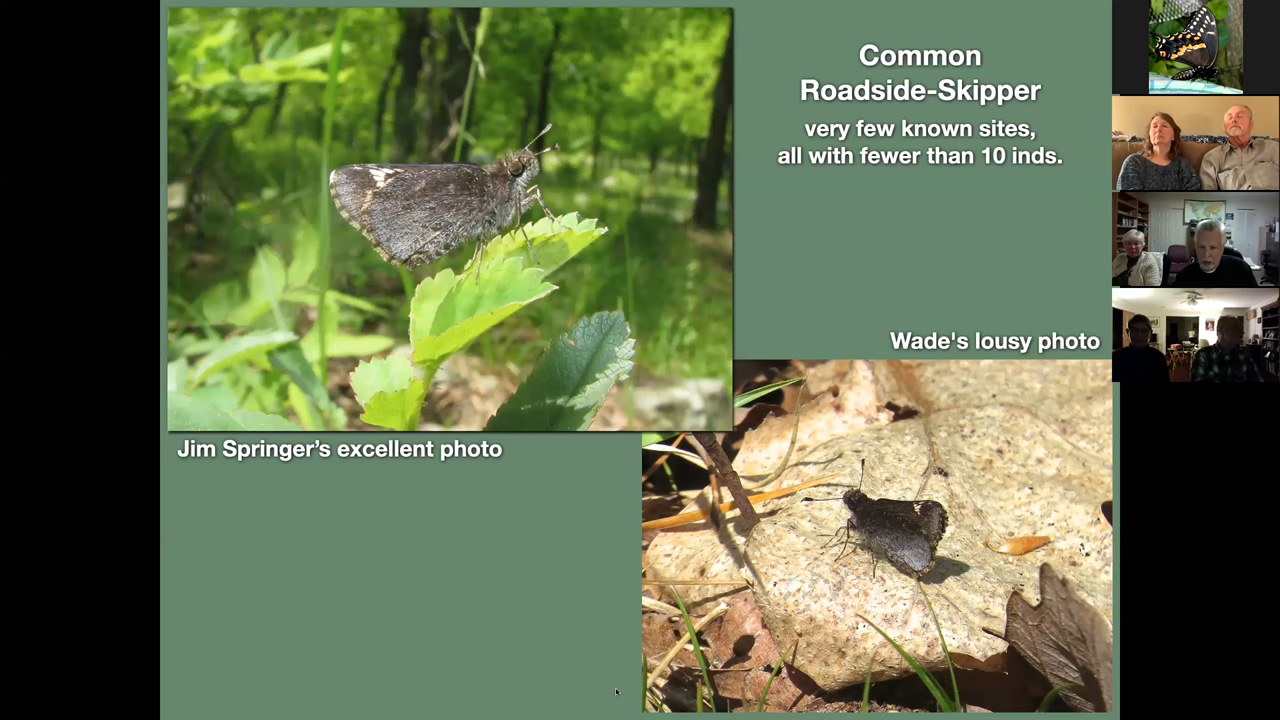 Common
Roadside-Skipper
very few known sites,
all with fewer than 10 inds.
Wade's lousy photo
Jim Springer’s excellent photo